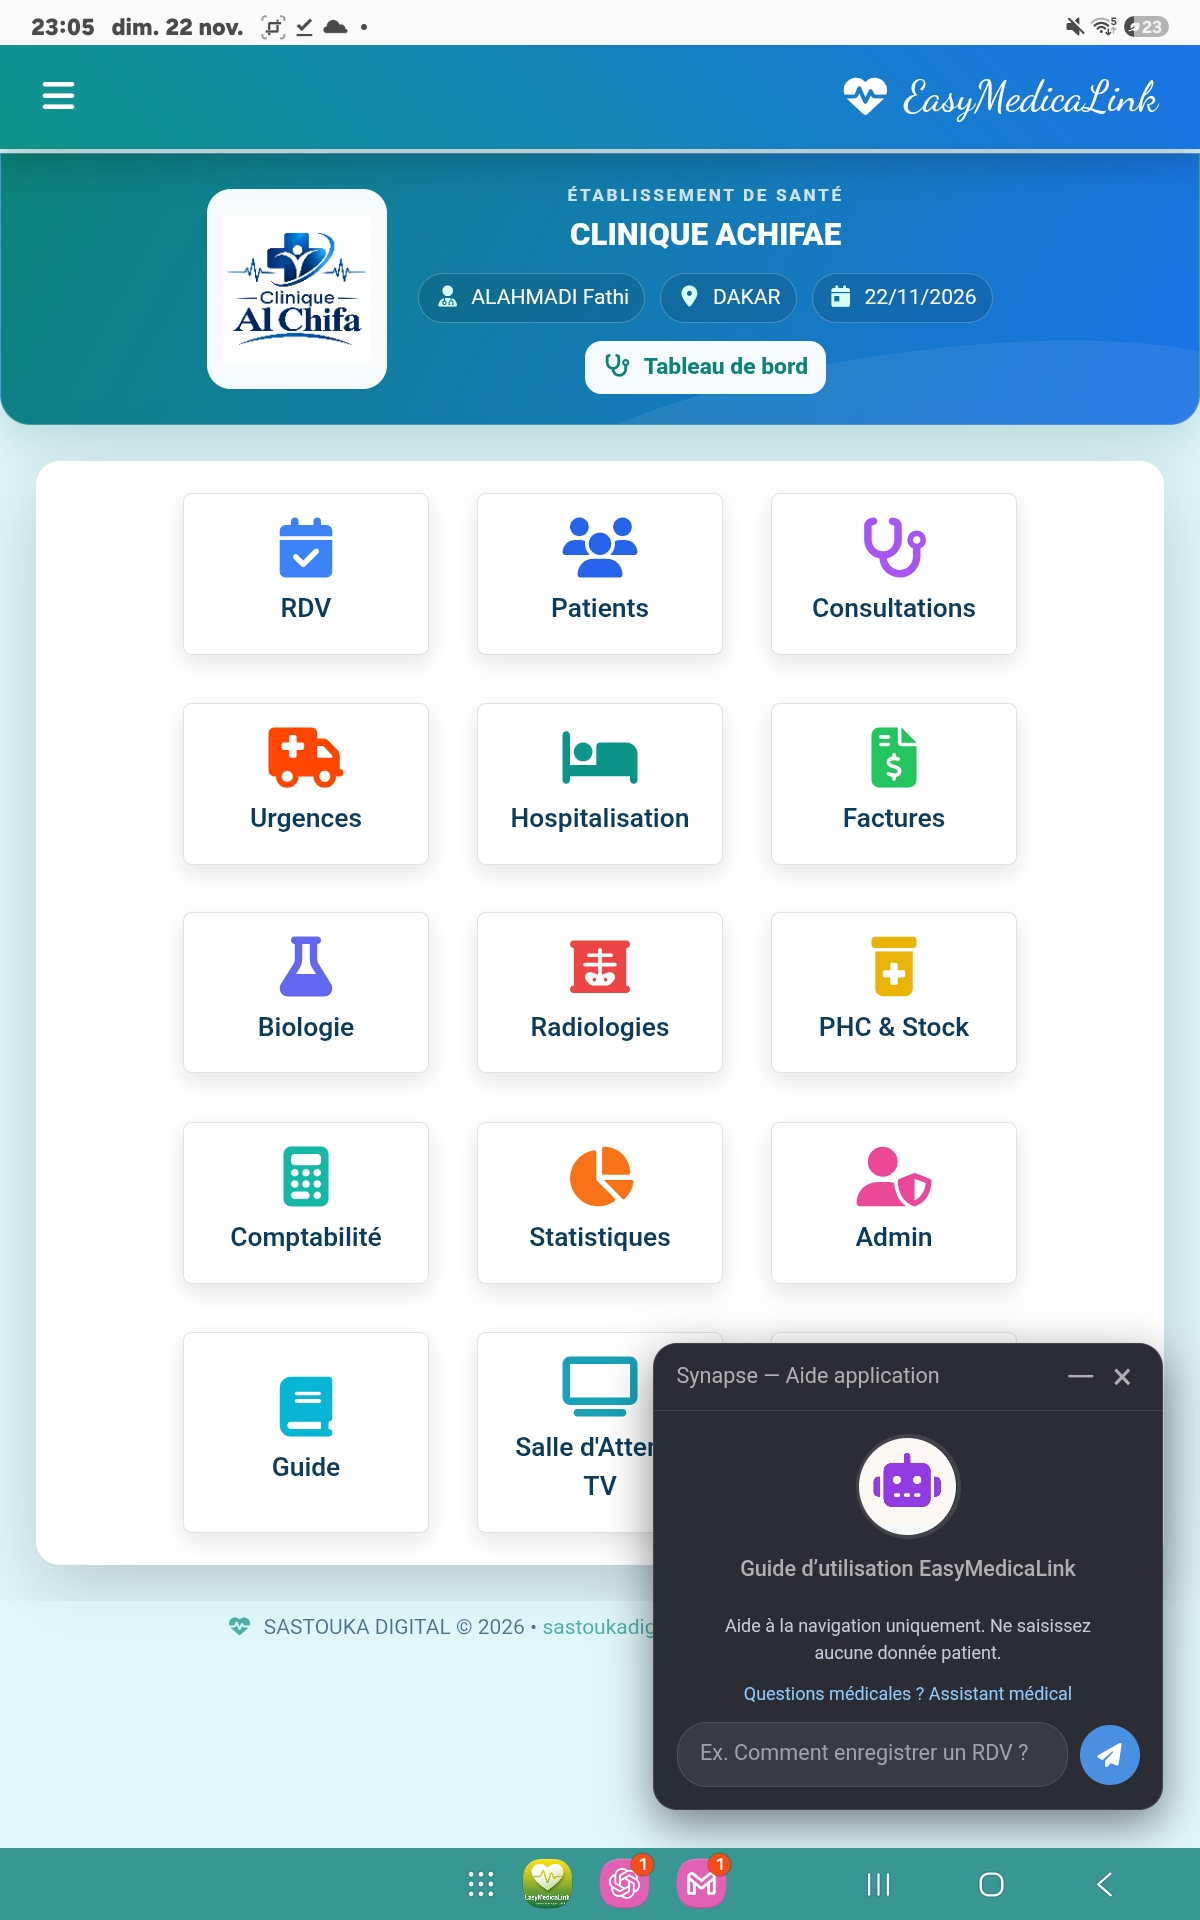 23:05 dim. 22 nov.
5
23
EasyMedicaLink
ÉTABLISSEMENT DE SANTÉ
CLINIQUE ACHIFAE
Clinique
Al Chifa
ALAHMADI Fathi
DAKAR
22/11/2026
Tableau de bord
RDV
Patients
Consultations
Urgences
Hospitalisation
Factures
Biologie
Radiologies
PHC & Stock
Comptabilité
Statistiques
Admin
Guide
Salle d'Atten
TV
Synapse — Aide application
Guide d’utilisation EasyMedicaLink
Aide à la navigation uniquement. Ne saisissez
aucune donnée patient.
Questions médicales ? Assistant médical
Ex. Comment enregistrer un RDV ?
SASTOUKA DIGITAL © 2026 • sastoukadig
EasyMedicaLink
1
1